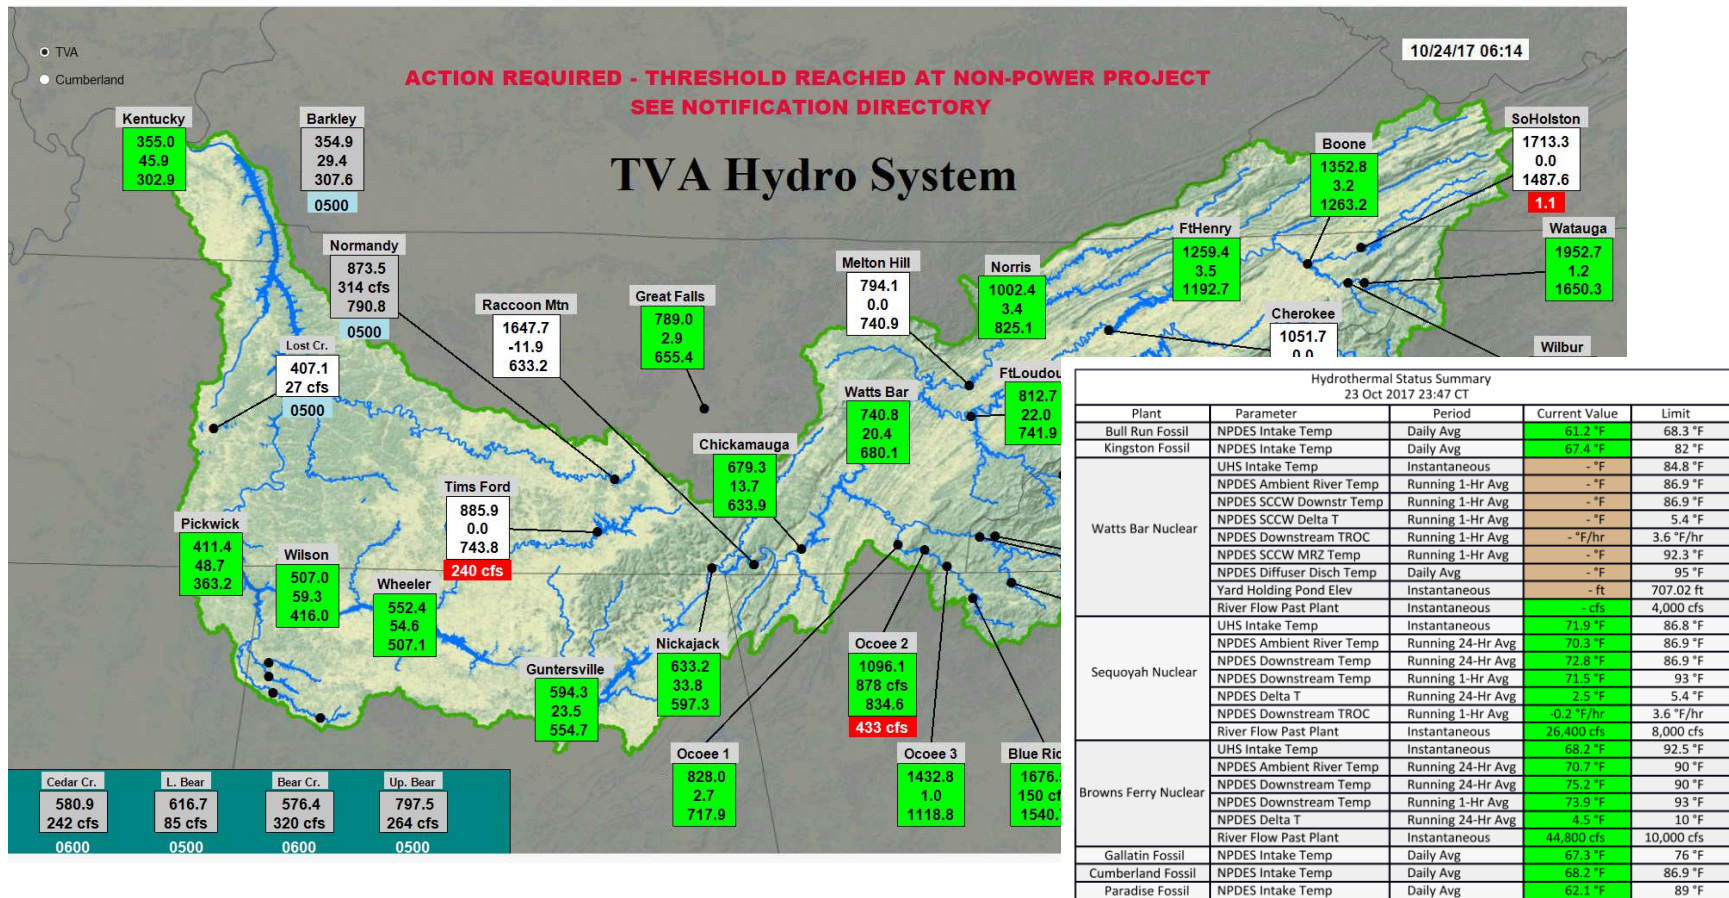 10/24/17 06:14
TVA
Cumberland
ACTION REQUIRED - THRESHOLD REACHED AT NON-POWER PROJECT
SEE NOTIFICATION DIRECTORY
TVA Hydro System
Kentucky
355.0
45.9
302.9
Barkley
354.9
29.4
307.6
0500
SoHolston
1713.3
0.0
1487.6
1.1
Boone
1352.8
3.2
1263.2
FtHenry
1259.4
3.5
1192.7
Watauga
1952.7
1.2
1650.3
Normandy
873.5
314 cfs
790.8
0500
Melton Hill
794.1
0.0
740.9
Norris
1002.4
3.4
825.1
Raccoon Mtn
1647.7
-11.9
633.2
Great Falls
789.0
2.9
655.4
Cherokee
1051.7
0.0
Wilbur
Lost Cr.
407.1
27 cfs
0500
FtLoudou
812.7
22.0
741.9
Watts Bar
740.8
20.4
680.1
Chickamauga
679.3
13.7
633.9
Tims Ford
885.9
0.0
743.8
240 cfs
Pickwick
411.4
48.7
363.2
Wilson
507.0
59.3
416.0
Wheeler
552.4
54.6
507.1
Guntersville
594.3
23.5
554.7
Nickajack
633.2
33.8
597.3
Ocoee 2
1096.1
878 cfs
834.6
433 cfs
Ocoee 1
828.0
2.7
717.9
Ocoee 3
1432.8
1.0
1118.8
Blue Rid
1676.
150 cf
1540.
Cedar Cr.
580.9
242 cfs
0600
L. Bear
616.7
85 cfs
0500
Bear Cr.
576.4
320 cfs
0600
Up. Bear
797.5
264 cfs
0500
Hydrothermal Status Summary
23 Oct 2017 23:47 CT
Plant Parameter Period Current Value Limit
Bull Run Fossil NPDES Intake Temp Daily Avg 61.2 °F 68.3 °F
Kingston Fossil NPDES Intake Temp Daily Avg 67.4 °F 82 °F
Watts Bar Nuclear
UHS Intake Temp Instantaneous - °F 84.8 °F
NPDES Ambient River Temp Running 1-Hr Avg - °F 86.9 °F
NPDES SCCW Downstr Temp Running 1-Hr Avg - °F 86.9 °F
NPDES SCCW Delta T Running 1-Hr Avg - °F 5.4 °F
NPDES Downstream TROC Running 1-Hr Avg - °F/hr 3.6 °F/hr
NPDES SCCW MRZ Temp Running 1-Hr Avg - °F 92.3 °F
NPDES Diffuser Disch Temp Daily Avg - °F 95 °F
Yard Holding Pond Elev Instantaneous - ft 707.02 ft
River Flow Past Plant Instantaneous - cfs 4,000 cfs
Sequoyah Nuclear
UHS Intake Temp Instantaneous 71.9 °F 86.8 °F
NPDES Ambient River Temp Running 24-Hr Avg 70.3 °F 86.9 °F
NPDES Downstream Temp Running 24-Hr Avg 72.8 °F 86.9 °F
NPDES Downstream Temp Running 1-Hr Avg 71.5 °F 93 °F
NPDES Delta T Running 24-Hr Avg 2.5 °F 5.4 °F
NPDES Downstream TROC Running 1-Hr Avg -0.2 °F/hr 3.6 °F/hr
River Flow Past Plant Instantaneous 26,400 cfs 8,000 cfs
Browns Ferry Nuclear
UHS Intake Temp Instantaneous 68.2 °F 92.5 °F
NPDES Ambient River Temp Running 24-Hr Avg 70.7 °F 90 °F
NPDES Downstream Temp Running 24-Hr Avg 75.2 °F 90 °F
NPDES Downstream Temp Running 1-Hr Avg 73.9 °F 93 °F
NPDES Delta T Running 24-Hr Avg 4.5 °F 10 °F
River Flow Past Plant Instantaneous 44,800 cfs 10,000 cfs
Gallatin Fossil NPDES Intake Temp Daily Avg 67.3 °F 76 °F
Cumberland Fossil NPDES Intake Temp Daily Avg 68.2 °F 86.9 °F
Paradise Fossil NPDES Intake Temp Daily Avg 62.1 °F 89 °F